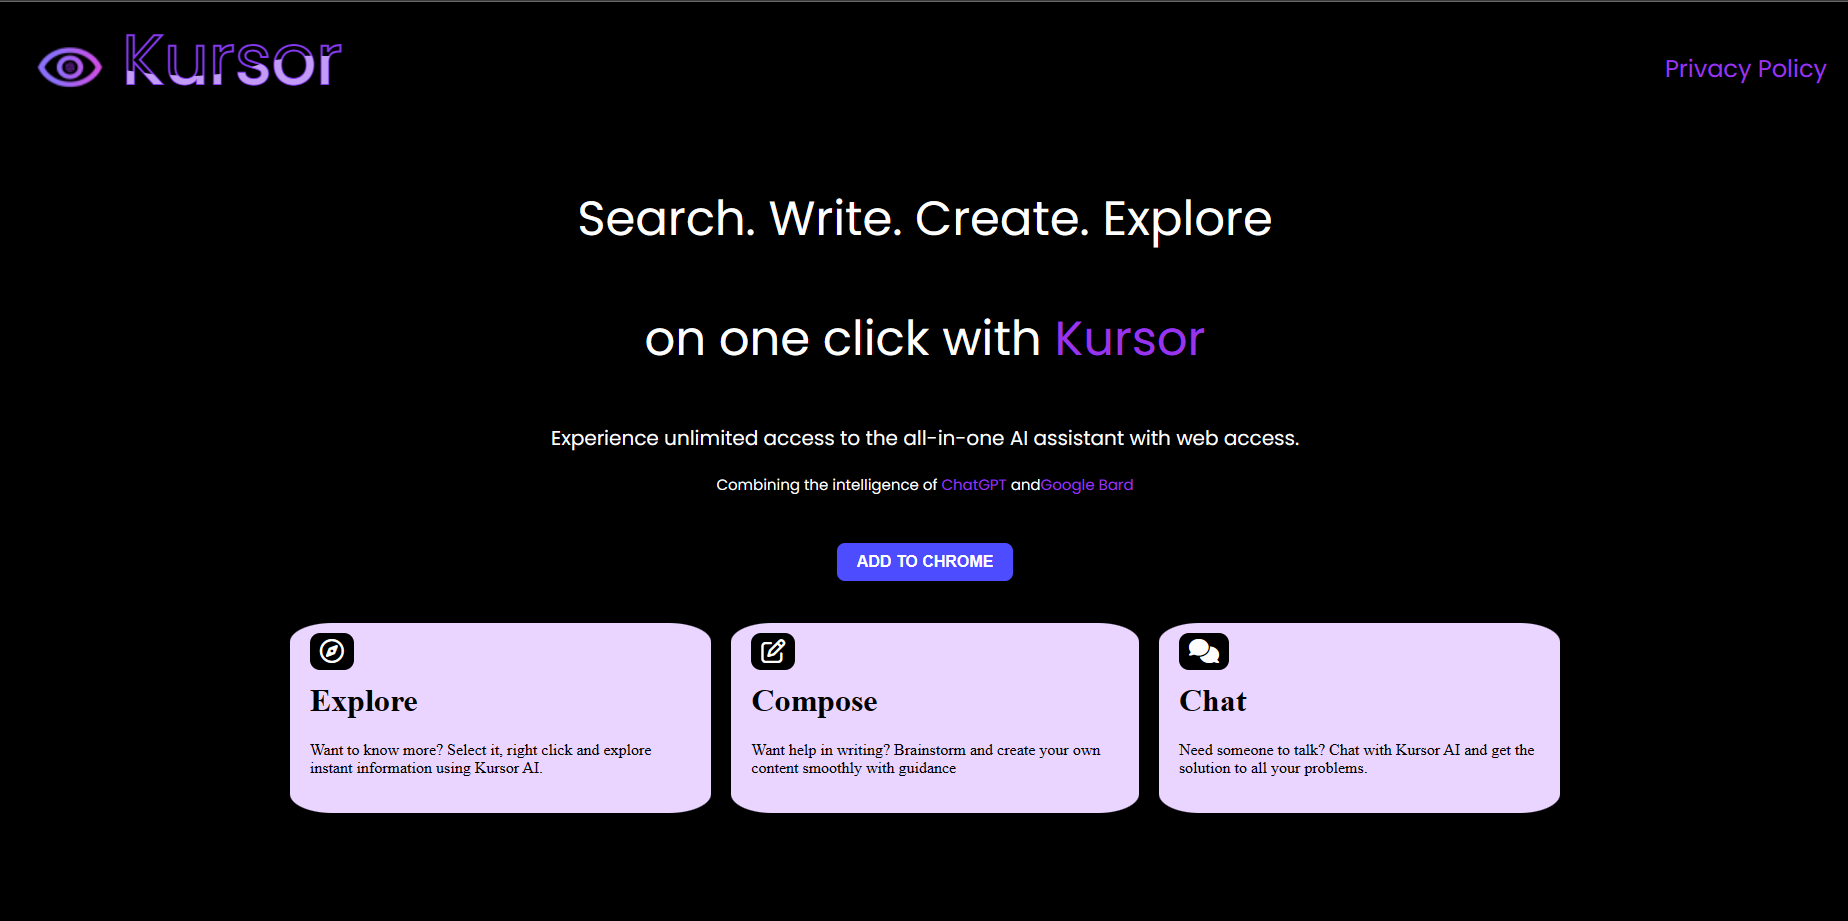 Kursor
Privacy Policy
Search. Write. Create. Explore
on one click with Kursor
Experience unlimited access to the all-in-one AI assistant with web access.
Combining the intelligence of ChatGPT andGoogle Bard
ADD TO CHROME
Explore
Want to know more? Select it, right click and explore
instant information using Kursor AI.
Compose
Want help in writing? Brainstorm and create your own
content smoothly with guidance
Chat
Need someone to talk? Chat with Kursor AI and get the
solution to all your problems.